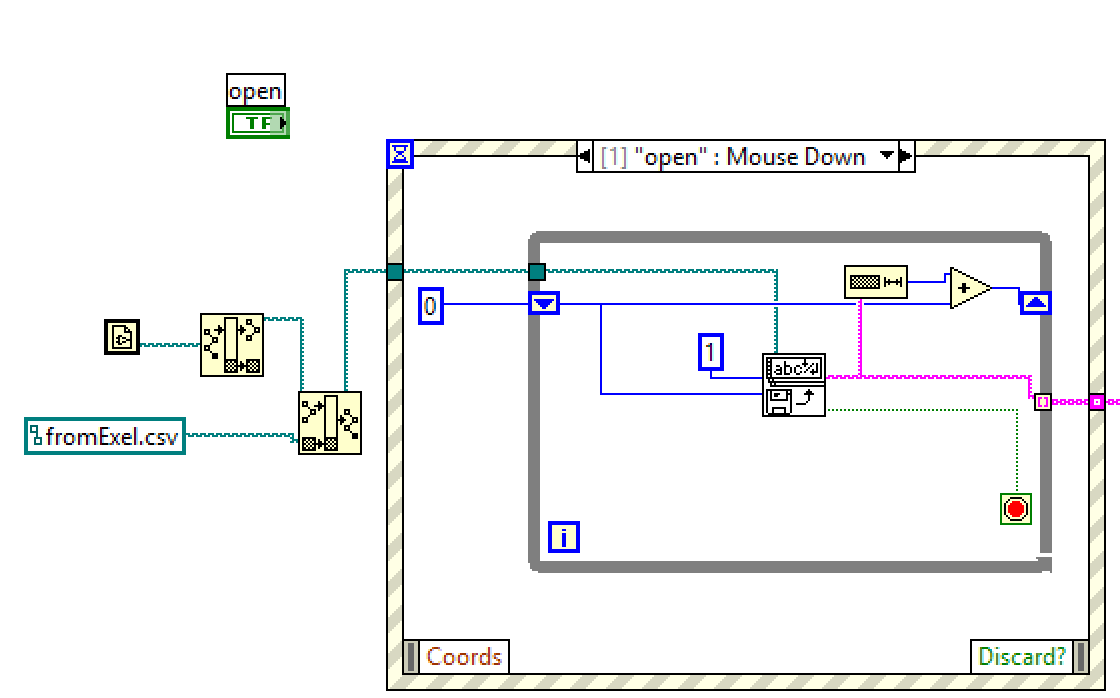 open
TF
[1] "open" : Mouse Down
0
1
abc
fromExel.csv
i
Coords
Discard?